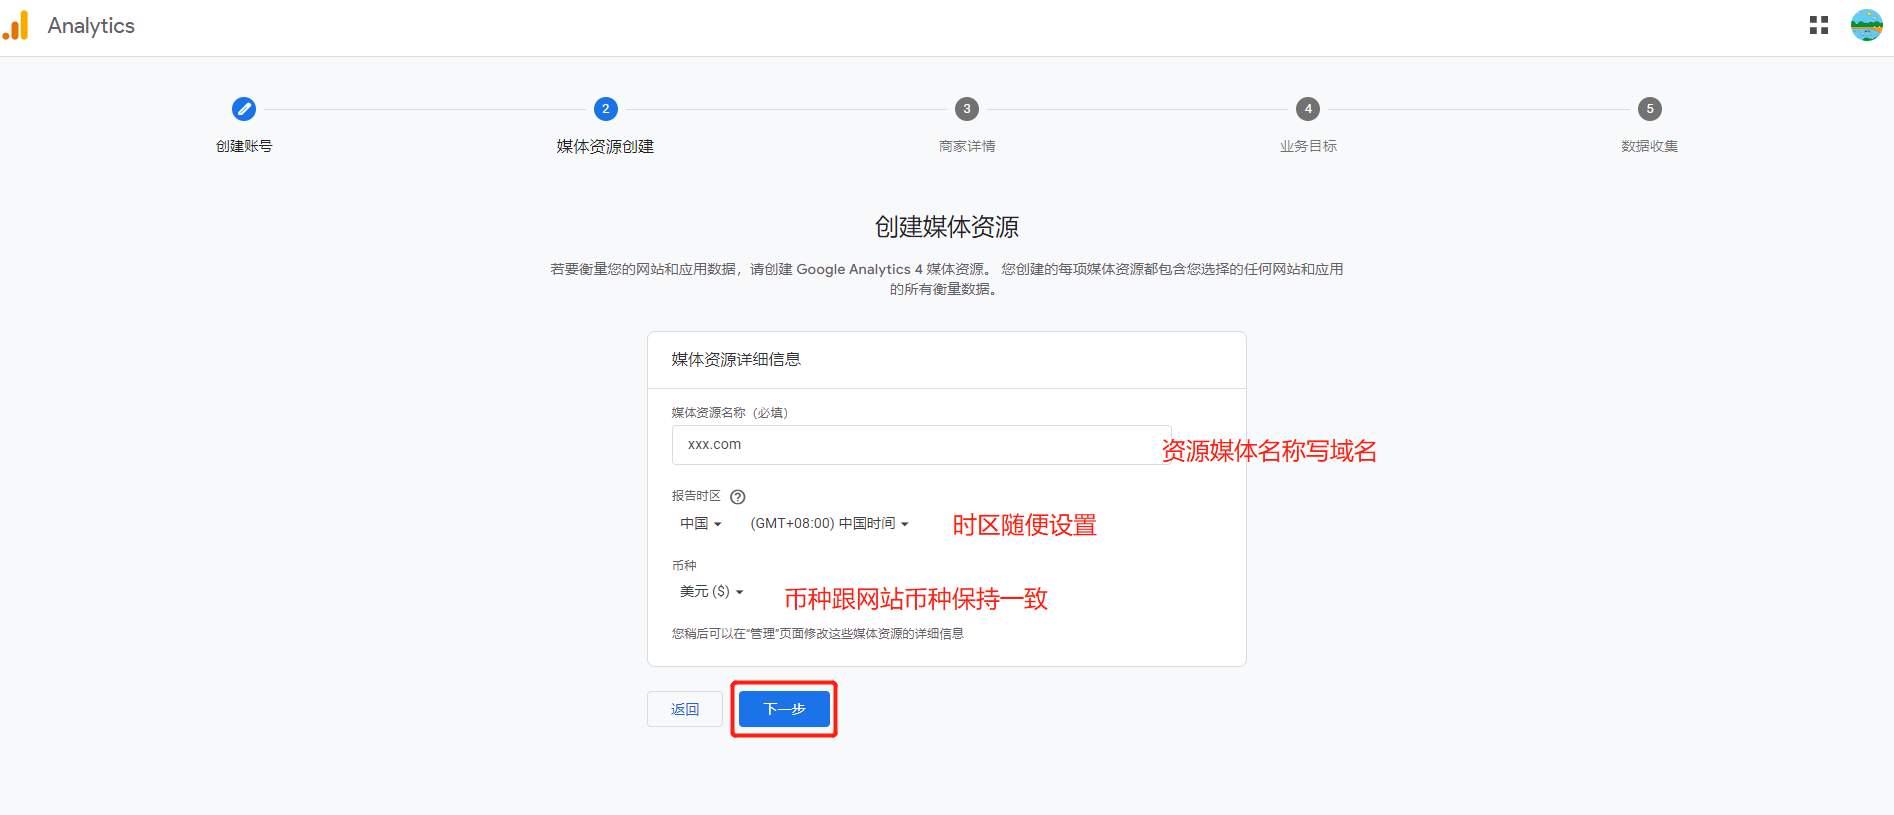 Analytics
2
3
4
5
创建账号
媒体资源创建
商家详情
业务目标
数据收集
创建媒体资源
若要衡量您的网站和应用数据，请创建 Google Analytics 4 媒体资源。 您创建的每项媒体资源都包含您选择的任何网站和应用
的所有衡量数据。
媒体资源详细信息
媒体资源名称（必填）
xxx.com
资源媒体名称写域名
报告时区 ?
中国 (GMT+08:00) 中国时间
时区随便设置
币种
美元 ($)
币种跟网站币种保持一致
您稍后可以在“管理”页面修改这些媒体资源的详细信息
返回
下一步